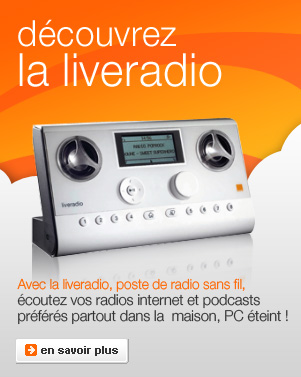 découvrez
la liveradio
liveradio
Avec la liveradio, poste de radio sans fil,
écoutez vos radios internet et podcasts
préférés partout dans la maison, PC éteint !
en savoir plus